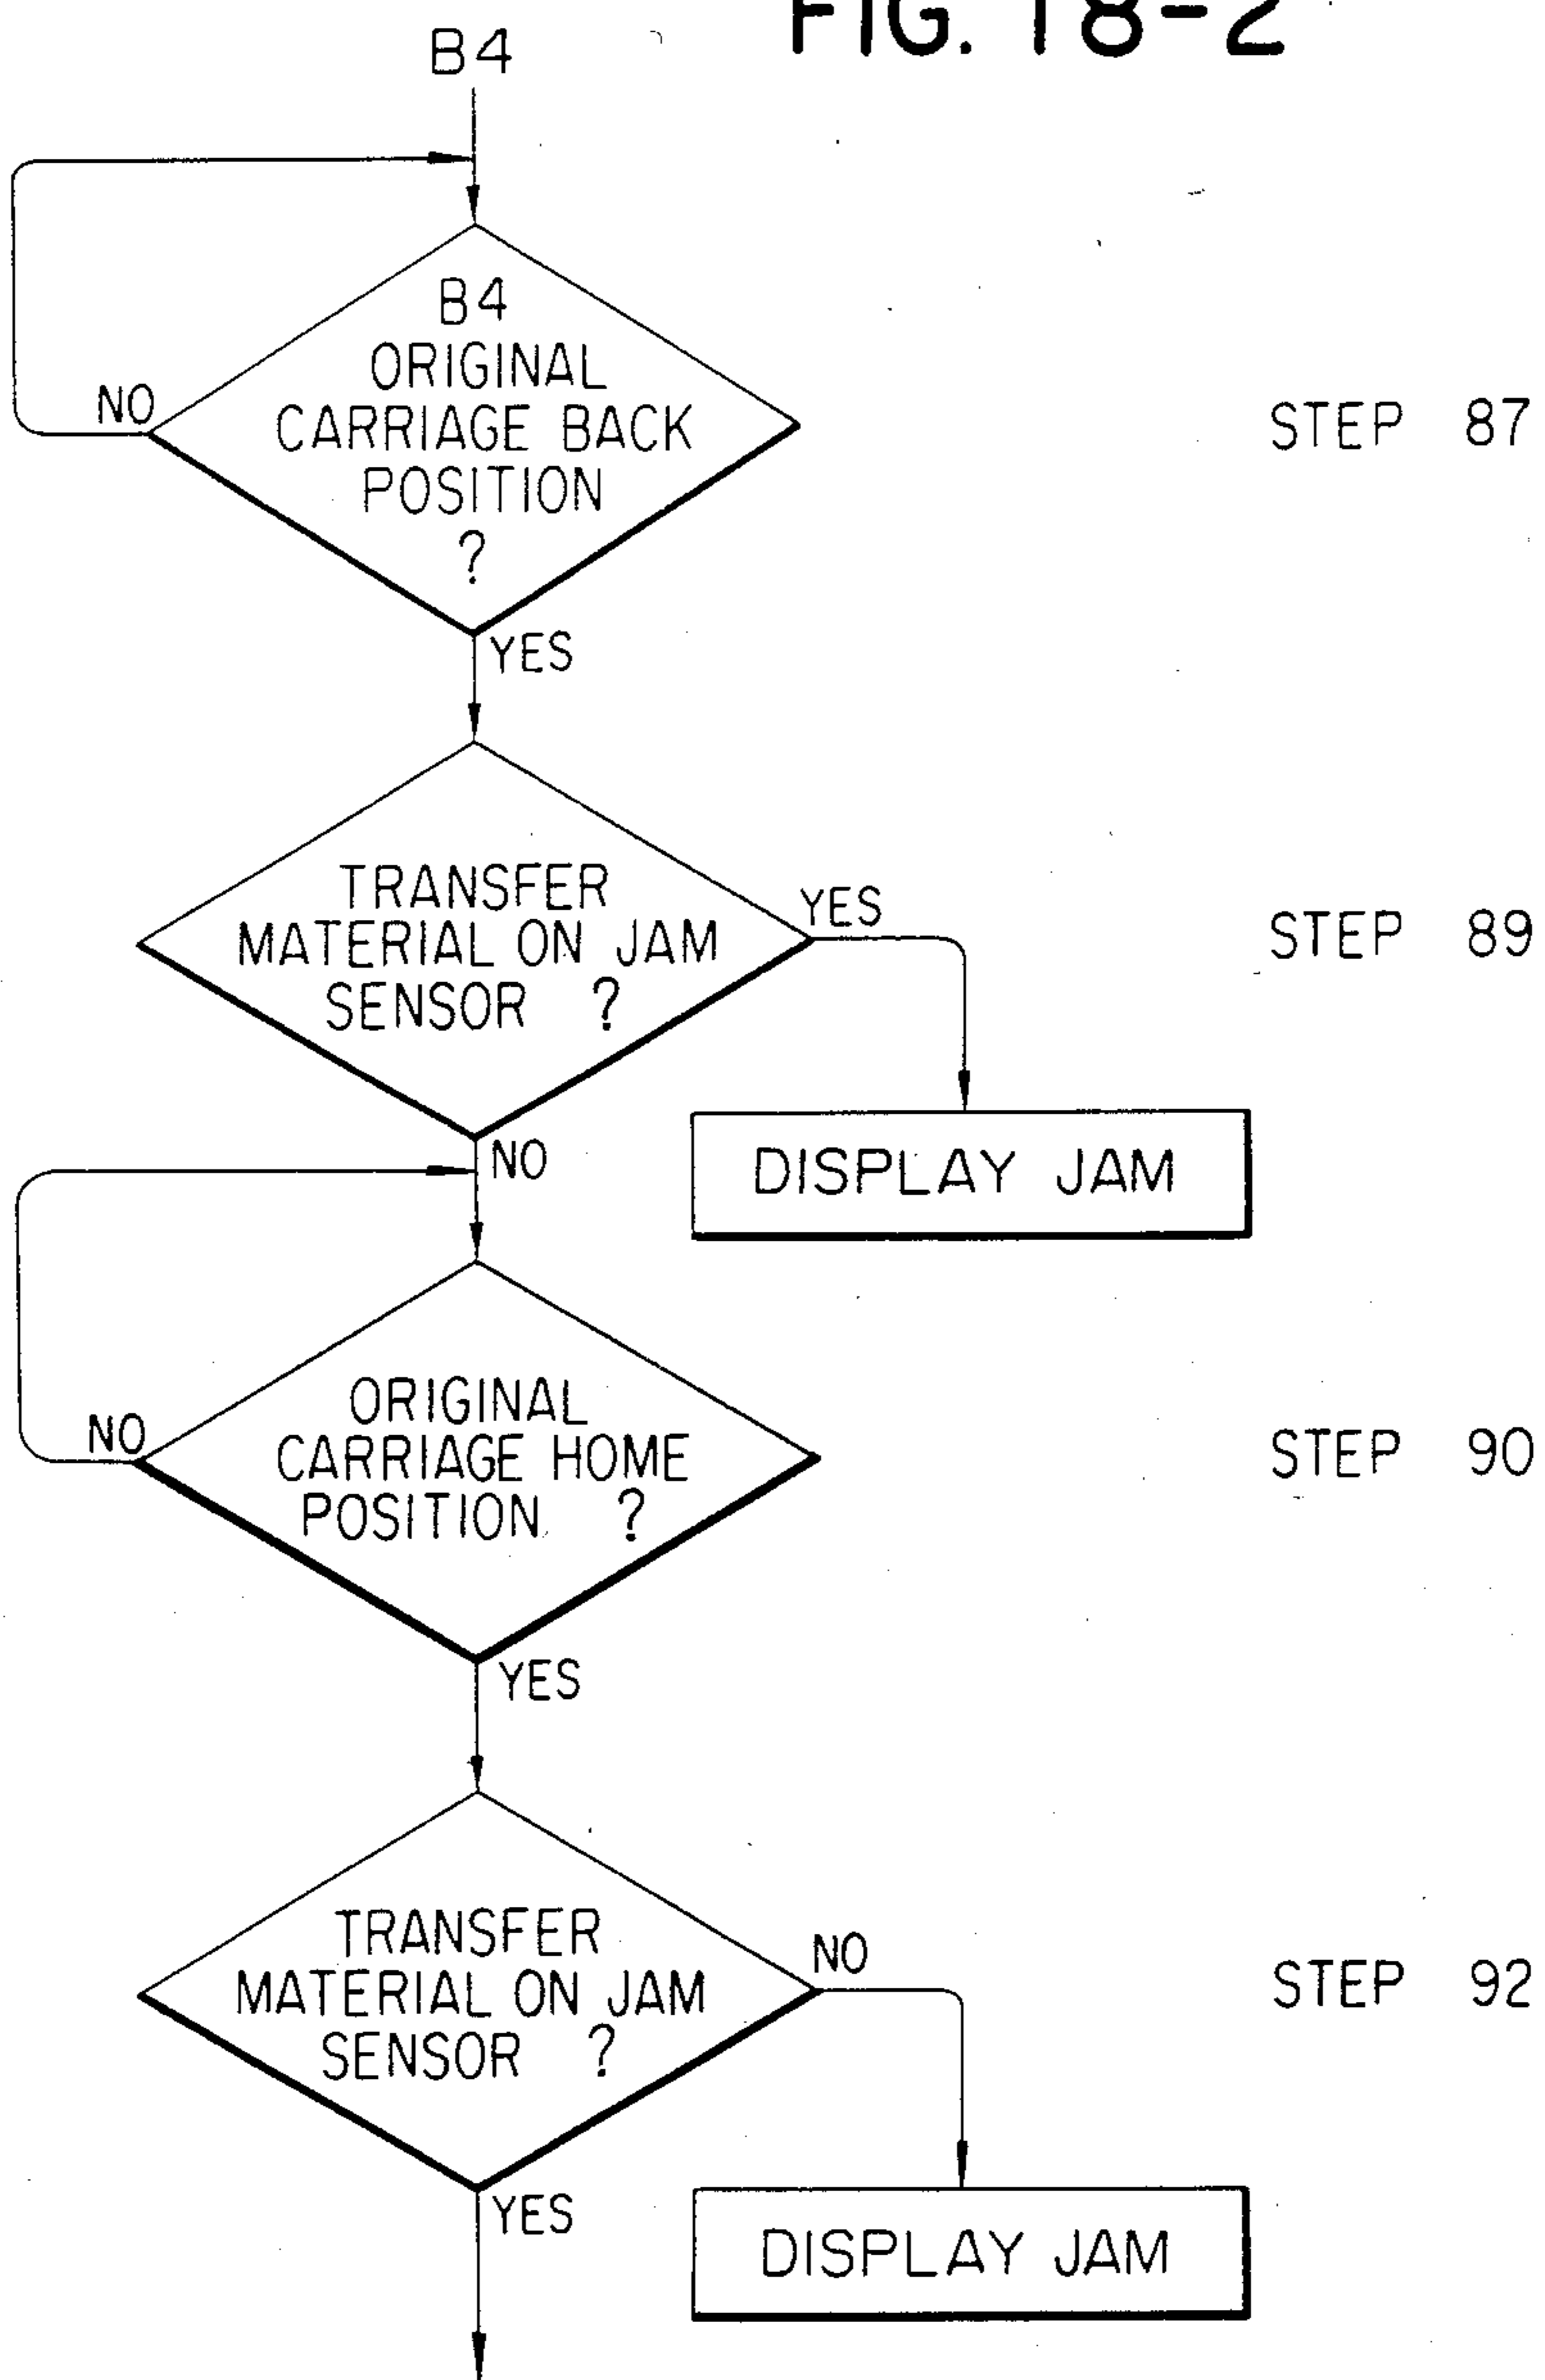 FIG. 18-2
B4
B4
ORIGINAL
CARRIAGE BACK
POSITION
?
NO
STEP 87
YES
TRANSFER
MATERIAL ON JAM
SENSOR ?
YES
STEP 89
NO
DISPLAY JAM
ORIGINAL
CARRIAGE HOME
POSITION ?
NO
STEP 90
YES
TRANSFER
MATERIAL ON JAM
SENSOR ?
NO
STEP 92
YES
DISPLAY JAM